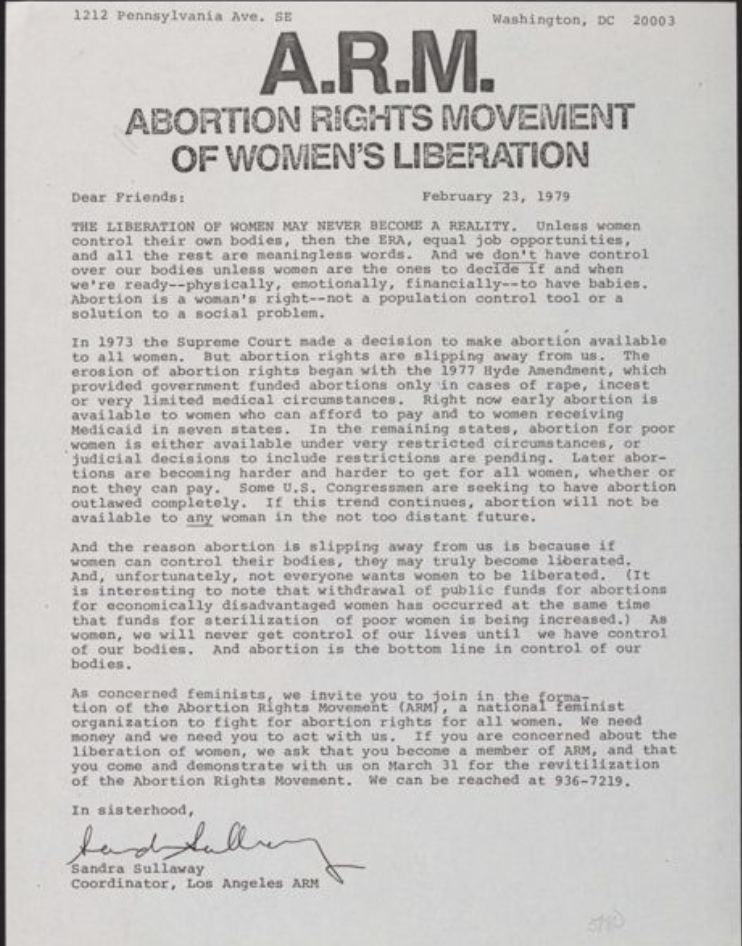 1212 Pennsylvania Ave. SE Washington, DC 20003
A.R.M.
ABORTION RIGHTS MOVEMENT
OF WOMEN'S LIBERATION
Dear Friends: February 23, 1979
THE LIBERATION OF WOMEN MAY NEVER BECOME A REALITY. Unless women
control their own bodies, then the ERA, equal job opportunities,
and all the rest are meaningless words. And we don't have control
over our bodies unless women are the ones to decide if and when
we're ready--physically, emotionally, financially--to have babies.
Abortion is a woman's right--not a population control tool or a
solution to a social problem.
In 1973 the Supreme Court made a decision to make abortion available
to all women. But abortion rights are slipping away from us. The
erosion of abortion rights began with the 1977 Hyde Amendment, which
provided government funded abortions only in cases of rape, incest
or very limited medical circumstances. Right now early abortion is
available to women who can afford to pay and to women receiving
Medicaid in seven states. In the remaining states, abortion for poor
women is either available under very restricted circumstances, or
judicial decisions to include restrictions are pending. Later abor-
tions are becoming harder and harder to get for all women, whether or
not they can pay. Some U.S. Congressmen are seeking to have abortion
outlawed completely. If this trend continues, abortion will not be
available to any woman in the not too distant future.
And the reason abortion is slipping away from us is because if
women can control their bodies, they may truly become liberated.
And, unfortunately, not everyone wants women to be liberated. (It
is interesting to note that withdrawal of public funds for abortions
for economically disadvantaged women has occurred at the same time
that funds for sterilization of poor women is being increased.) As
women, we will never get control of our lives until we have control
of our bodies. And abortion is the bottom line in control of our
bodies.
As concerned feminists, we invite you to join in the forma-
tion of the Abortion Rights Movement (ARM), a national feminist
organization to fight for abortion rights for all women. We need
money and we need you to act with us. If you are concerned about the
liberation of women, we ask that you become a member of ARM, and that
you come and demonstrate with us on March 31 for the revitilization
of the Abortion Rights Movement. We can be reached at 936-7219.
In sisterhood,
Sandra Sullaway
Coordinator, Los Angeles ARM